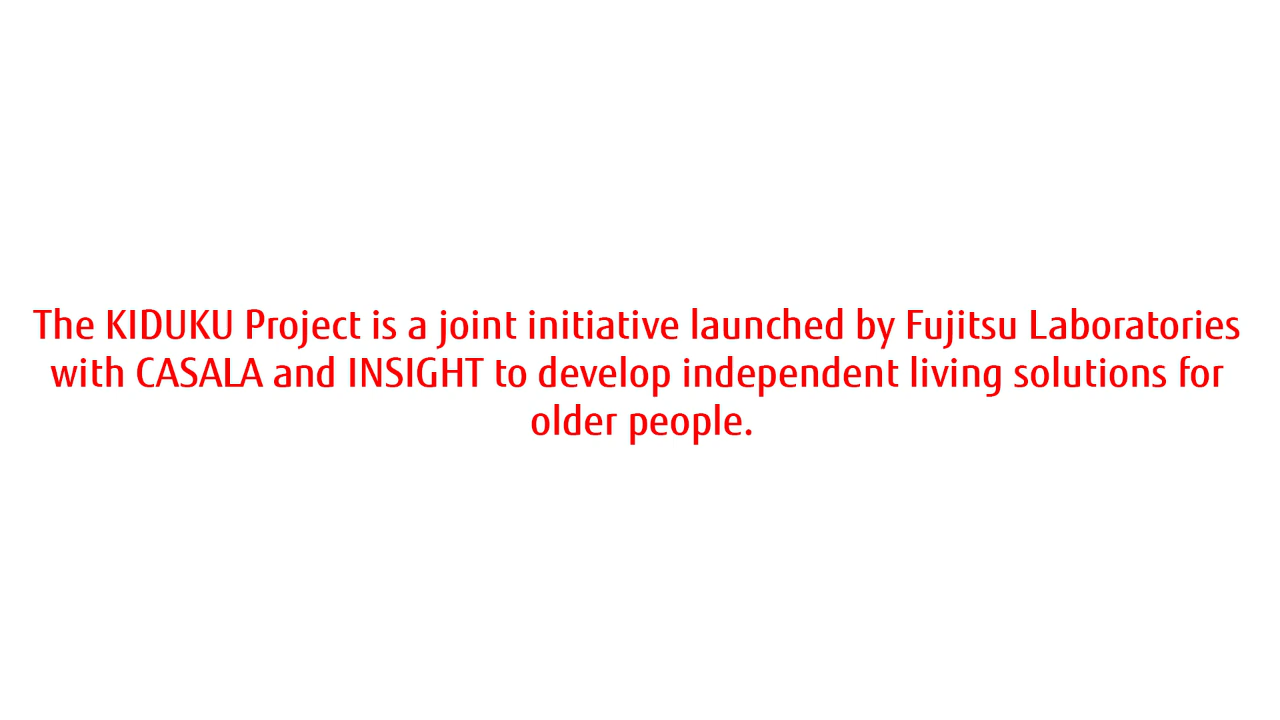 The KIDUKU Project is a joint initiative launched by Fujitsu Laboratories
with CASALA and INSIGHT to develop independent living solutions for
older people.